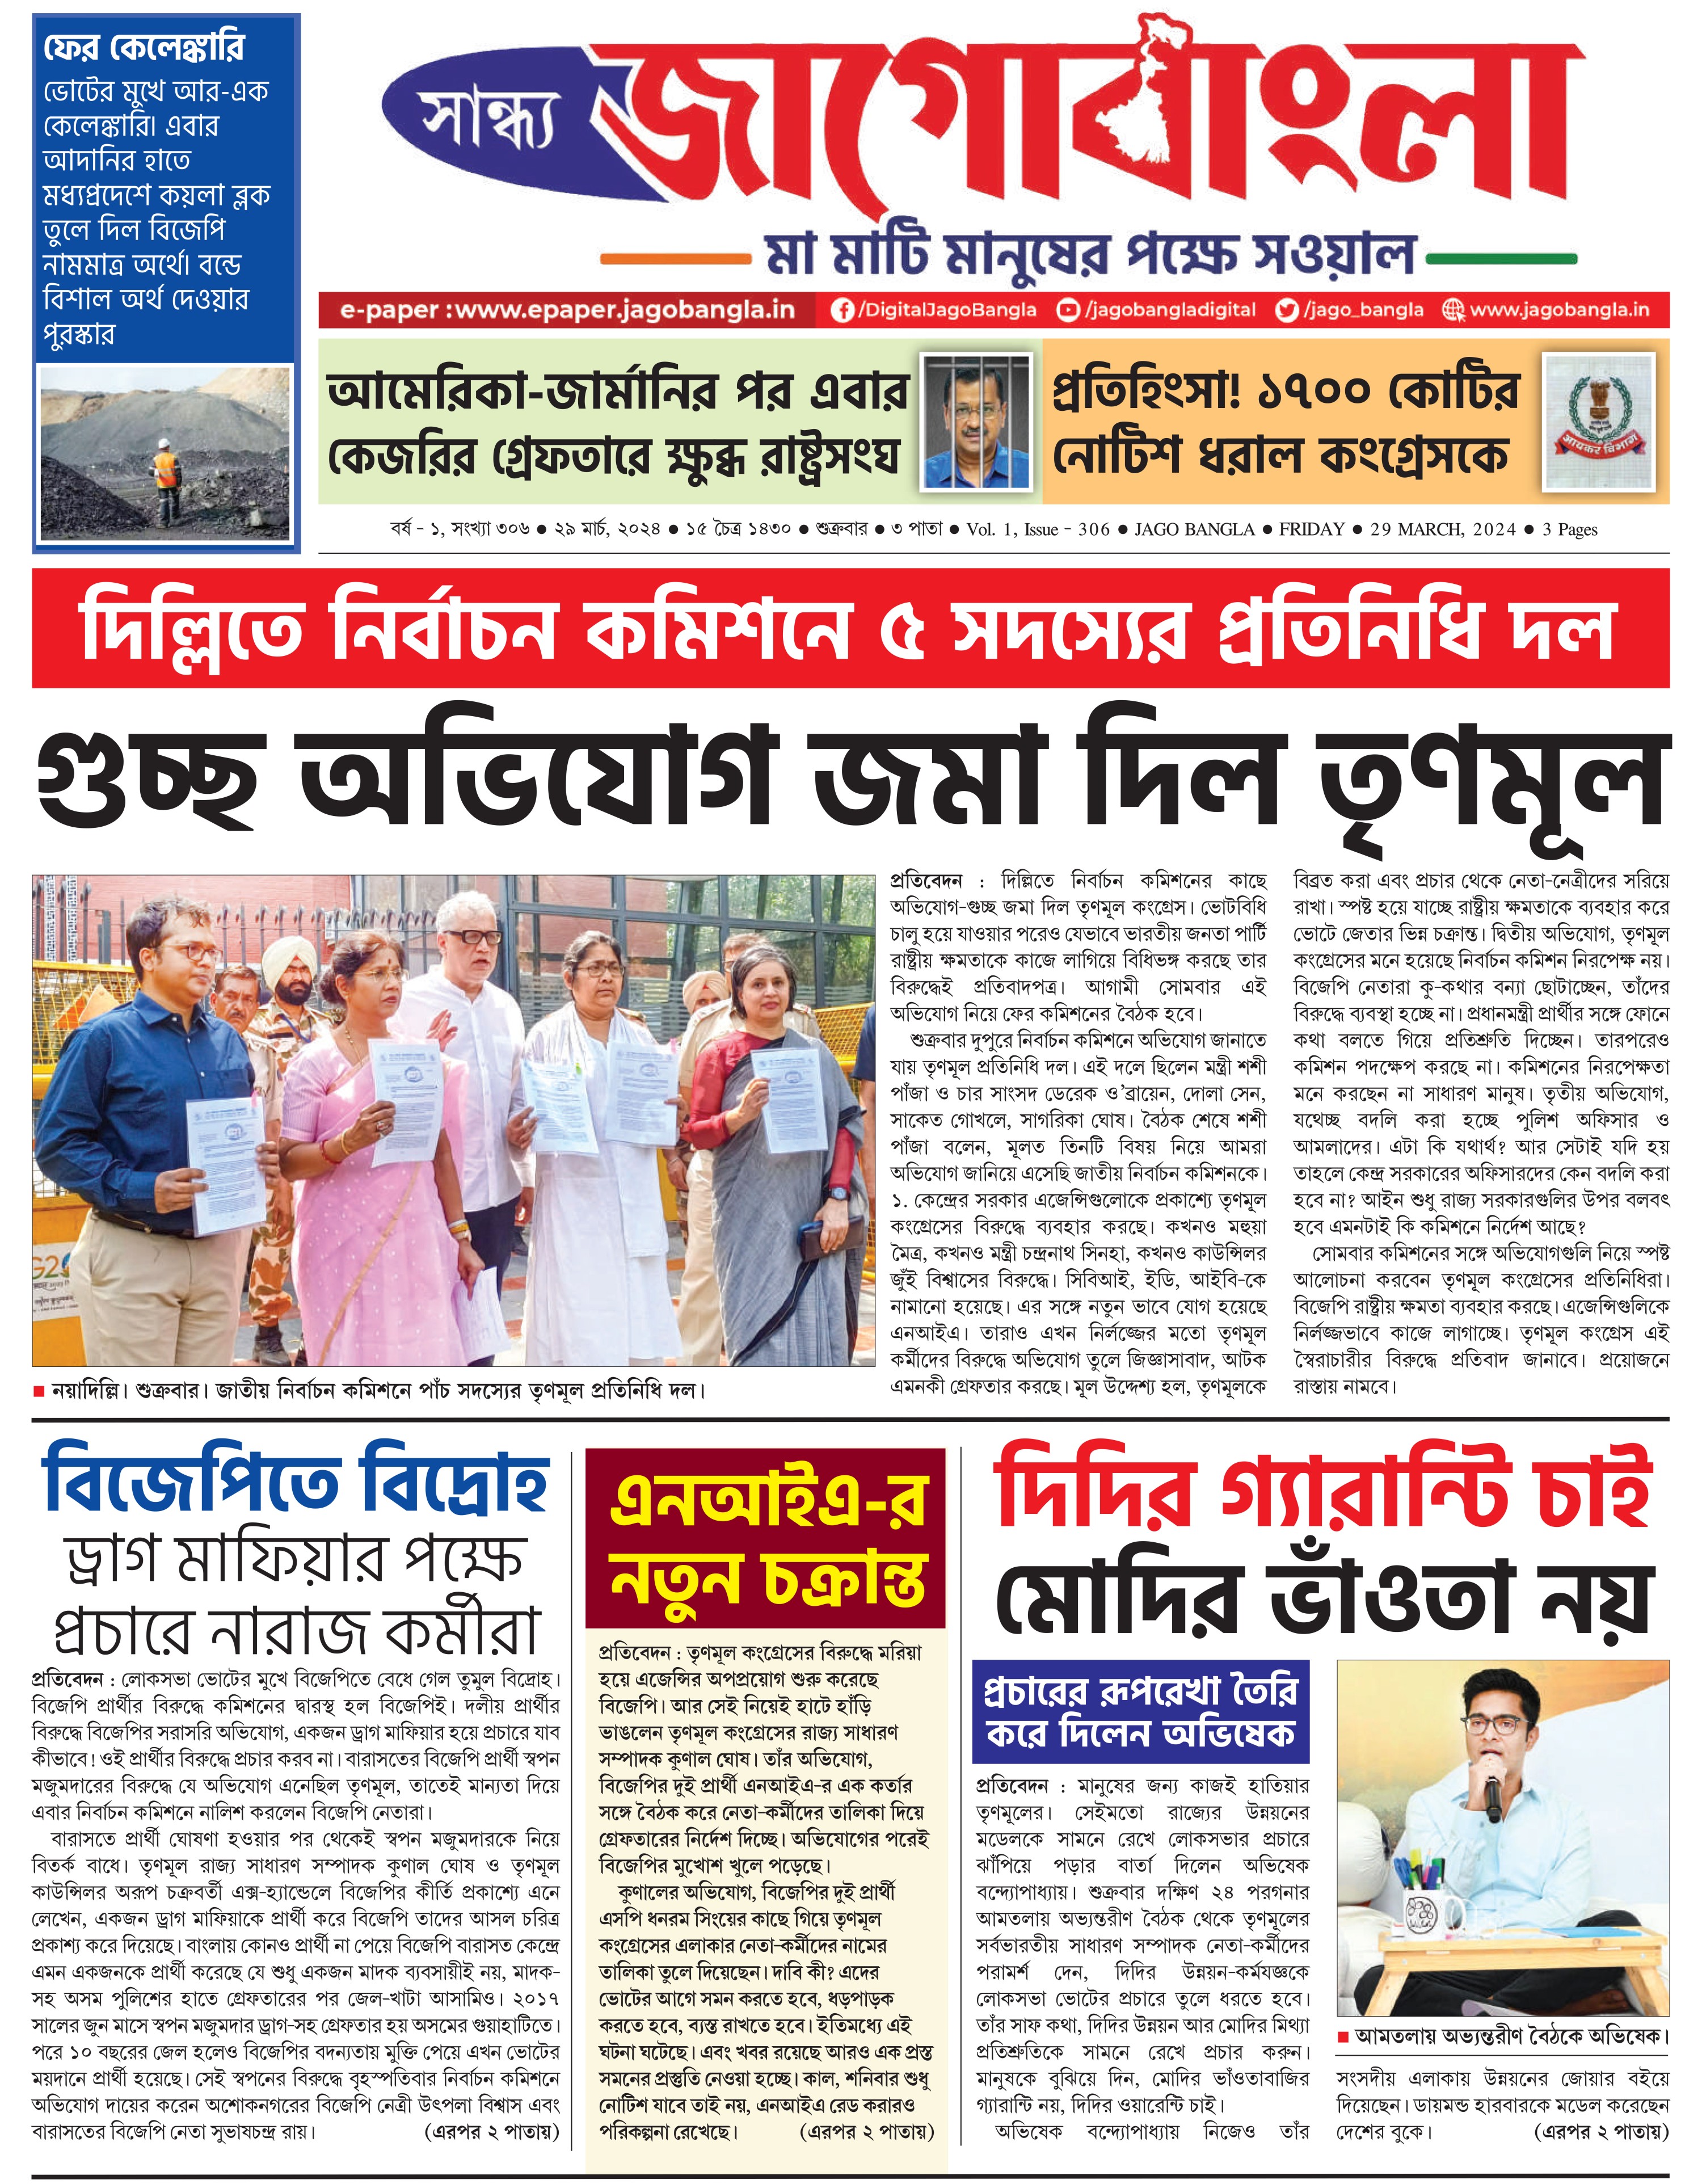 ফের কেলেঙ্কারি
ভোটের মুখে আর-এক
কেলেঙ্কারি। এবার
আদানির হাতে
মধ্যপ্রদেশে কয়লা ব্লক
তুলে দিল বিজেপি
নামমাত্র অর্থে। বন্ডে
বিশাল অর্থ দেওয়ার
পুরস্কার
সান্ধ্য জাগোবাংলা
মা মাটি মানুষের পক্ষে সওয়াল
e-paper :www.epaper.jagobangla.in /DigitalJagoBangla /jagobangladigital /jago_bangla www.jagobangla.in
আমেরিকা-জার্মানির পর এবার
কেজরির গ্রেফতারে ক্ষুব্ধ রাষ্ট্রসংঘ
প্রতিহিংসা! ১৭০০ কোটির
নোটিশ ধরাল কংগ্রেসকে
आयकर विभाग
বর্ষ - ১, সংখ্যা ৩০৬ ● ২৯ মার্চ, ২০২৪ ● ১৫ চৈত্র ১৪৩০ ● শুক্রবার ● ৩ পাতা ● Vol. 1, Issue - 306 ● JAGO BANGLA ● FRIDAY ● 29 MARCH, 2024 ● 3 Pages
দিল্লিতে নির্বাচন কমিশনে ৫ সদস্যের প্রতিনিধি দল
গুচ্ছ অভিযোগ জমা দিল তৃণমূল
G20
■ নয়াদিল্লি। শুক্রবার। জাতীয় নির্বাচন কমিশনে পাঁচ সদস্যের তৃণমূল প্রতিনিধি দল।
প্রতিবেদন : দিল্লিতে নির্বাচন কমিশনের কাছে
অভিযোগ-গুচ্ছ জমা দিল তৃণমূল কংগ্রেস। ভোটবিধি
চালু হয়ে যাওয়ার পরেও যেভাবে ভারতীয় জনতা পার্টি
রাষ্ট্রীয় ক্ষমতাকে কাজে লাগিয়ে বিধিভঙ্গ করছে তার
বিরুদ্ধেই প্রতিবাদপত্র। আগামী সোমবার এই
অভিযোগ নিয়ে ফের কমিশনের বৈঠক হবে।
শুক্রবার দুপুরে নির্বাচন কমিশনে অভিযোগ জানাতে
যায় তৃণমূল প্রতিনিধি দল। এই দলে ছিলেন মন্ত্রী শশী
পাঁজা ও চার সাংসদ ডেরেক ও'ব্রায়েন, দোলা সেন,
সাকেত গোখলে, সাগরিকা ঘোষ। বৈঠক শেষে শশী
পাঁজা বলেন, মূলত তিনটি বিষয় নিয়ে আমরা
অভিযোগ জানিয়ে এসেছি জাতীয় নির্বাচন কমিশনকে।
১. কেন্দ্রের সরকার এজেন্সিগুলোকে প্রকাশ্যে তৃণমূল
কংগ্রেসের বিরুদ্ধে ব্যবহার করছে। কখনও মহুয়া
মৈত্র, কখনও মন্ত্রী চন্দ্রনাথ সিনহা, কখনও কাউন্সিলর
জুঁই বিশ্বাসের বিরুদ্ধে। সিবিআই, ইডি, আইবি-কে
নামানো হয়েছে। এর সঙ্গে নতুন ভাবে যোগ হয়েছে
এনআইএ। তারাও এখন নির্লজ্জের মতো তৃণমূল
কর্মীদের বিরুদ্ধে অভিযোগ তুলে জিজ্ঞাসাবাদ, আটক
এমনকী গ্রেফতার করছে। মূল উদ্দেশ্য হল, তৃণমূলকে
বিব্রত করা এবং প্রচার থেকে নেতা-নেত্রীদের সরিয়ে
রাখা। স্পষ্ট হয়ে যাচ্ছে রাষ্ট্রীয় ক্ষমতাকে ব্যবহার করে
ভোটে জেতার ভিন্ন চক্রান্ত। দ্বিতীয় অভিযোগ, তৃণমূল
কংগ্রেসের মনে হয়েছে নির্বাচন কমিশন নিরপেক্ষ নয়।
বিজেপি নেতারা কু-কথার বন্যা ছোটাচ্ছেন, তাঁদের
বিরুদ্ধে ব্যবস্থা হচ্ছে না। প্রধানমন্ত্রী প্রার্থীর সঙ্গে ফোনে
কথা বলতে গিয়ে প্রতিশ্রুতি দিচ্ছেন। তারপরেও
কমিশন পদক্ষেপ করছে না। কমিশনের নিরপেক্ষতা
মনে করছেন না সাধারণ মানুষ। তৃতীয় অভিযোগ,
যথেচ্ছ বদলি করা হচ্ছে পুলিশ অফিসার ও
আমলাদের। এটা কি যথার্থ? আর সেটাই যদি হয়
তাহলে কেন্দ্র সরকারের অফিসারদের কেন বদলি করা
হবে না? আইন শুধু রাজ্য সরকারগুলির উপর বলবৎ
হবে এমনটাই কি কমিশনে নির্দেশ আছে?
সোমবার কমিশনের সঙ্গে অভিযোগগুলি নিয়ে স্পষ্ট
আলোচনা করবেন তৃণমূল কংগ্রেসের প্রতিনিধিরা।
বিজেপি রাষ্ট্রীয় ক্ষমতা ব্যবহার করছে। এজেন্সিগুলিকে
নির্লজ্জভাবে কাজে লাগাচ্ছে। তৃণমূল কংগ্রেস এই
স্বৈরাচারীর বিরুদ্ধে প্রতিবাদ জানাবে। প্রয়োজনে
রাস্তায় নামবে।
বিজেপিতে বিদ্রোহ
ড্রাগ মাফিয়ার পক্ষে
প্রচারে নারাজ কর্মীরা
প্রতিবেদন : লোকসভা ভোটের মুখে বিজেপিতে বেধে গেল তুমুল বিদ্রোহ।
বিজেপি প্রার্থীর বিরুদ্ধে কমিশনের দ্বারস্থ হল বিজেপিই। দলীয় প্রার্থীর
বিরুদ্ধে বিজেপির সরাসরি অভিযোগ, একজন ড্রাগ মাফিয়ার হয়ে প্রচারে যাব
কীভাবে! ওই প্রার্থীর বিরুদ্ধে প্রচার করব না। বারাসতের বিজেপি প্রার্থী স্বপন
মজুমদারের বিরুদ্ধে যে অভিযোগ এনেছিল তৃণমূল, তাতেই মান্যতা দিয়ে
এবার নির্বাচন কমিশনে নালিশ করলেন বিজেপি নেতারা।
বারাসতে প্রার্থী ঘোষণা হওয়ার পর থেকেই স্বপন মজুমদারকে নিয়ে
বিতর্ক বাধে। তৃণমূল রাজ্য সাধারণ সম্পাদক কুণাল ঘোষ ও তৃণমূল
কাউন্সিলর অরূপ চক্রবর্তী এক্স-হ্যান্ডেলে বিজেপির কীর্তি প্রকাশ্যে এনে
লেখেন, একজন ড্রাগ মাফিয়াকে প্রার্থী করে বিজেপি তাদের আসল চরিত্র
প্রকাশ্য করে দিয়েছে। বাংলায় কোনও প্রার্থী না পেয়ে বিজেপি বারাসত কেন্দ্রে
এমন একজনকে প্রার্থী করেছে যে শুধু একজন মাদক ব্যবসায়ীই নয়, মাদক-
সহ অসম পুলিশের হাতে গ্রেফতারের পর জেল-খাটা আসামিও। ২০১৭
সালের জুন মাসে স্বপন মজুমদার ড্রাগ-সহ গ্রেফতার হয় অসমের গুয়াহাটিতে।
পরে ১০ বছরের জেল হলেও বিজেপির বদন্যতায় মুক্তি পেয়ে এখন ভোটের
ময়দানে প্রার্থী হয়েছে। সেই স্বপনের বিরুদ্ধে বৃহস্পতিবার নির্বাচন কমিশনে
অভিযোগ দায়ের করেন অশোকনগরের বিজেপি নেত্রী উৎপলা বিশ্বাস এবং
বারাসতের বিজেপি নেতা সুভাষচন্দ্র রায়। (এরপর ২ পাতায়)
এনআইএ-র
নতুন চক্রান্ত
প্রতিবেদন : তৃণমূল কংগ্রেসের বিরুদ্ধে মরিয়া
হয়ে এজেন্সির অপপ্রয়োগ শুরু করেছে
বিজেপি। আর সেই নিয়েই হাটে হাঁড়ি
ভাঙলেন তৃণমূল কংগ্রেসের রাজ্য সাধারণ
সম্পাদক কুণাল ঘোষ। তাঁর অভিযোগ,
বিজেপির দুই প্রার্থী এনআইএ-র এক কর্তার
সঙ্গে বৈঠক করে নেতা-কর্মীদের তালিকা দিয়ে
গ্রেফতারের নির্দেশ দিচ্ছে। অভিযোগের পরেই
বিজেপির মুখোশ খুলে পড়েছে।
কুণালের অভিযোগ, বিজেপির দুই প্রার্থী
এসপি ধনরম সিংয়ের কাছে গিয়ে তৃণমূল
কংগ্রেসের এলাকার নেতা-কর্মীদের নামের
তালিকা তুলে দিয়েছেন। দাবি কী? এদের
ভোটের আগে সমন করতে হবে, ধড়পাড়ক
করতে হবে, ব্যস্ত রাখতে হবে। ইতিমধ্যে এই
ঘটনা ঘটেছে। এবং খবর রয়েছে আরও এক প্রস্ত
সমনের প্রস্তুতি নেওয়া হচ্ছে। কাল, শনিবার শুধু
নোটিশ যাবে তাই নয়, এনআইএ রেড করারও
পরিকল্পনা রেখেছে। (এরপর ২ পাতায়)
দিদির গ্যারান্টি চাই
মোদির ভাঁওতা নয়
প্রচারের রূপরেখা তৈরি
করে দিলেন অভিষেক
প্রতিবেদন : মানুষের জন্য কাজই হাতিয়ার
তৃণমূলের। সেইমতো রাজ্যের উন্নয়নের
মডেলকে সামনে রেখে লোকসভার প্রচারে
ঝাঁপিয়ে পড়ার বার্তা দিলেন অভিষেক
বন্দ্যোপাধ্যায়। শুক্রবার দক্ষিণ ২৪ পরগনার
আমতলায় অভ্যন্তরীণ বৈঠক থেকে তৃণমূলের
সর্বভারতীয় সাধারণ সম্পাদক নেতা-কর্মীদের
পরামর্শ দেন, দিদির উন্নয়ন-কর্মযজ্ঞকে
লোকসভা ভোটের প্রচারে তুলে ধরতে হবে।
তাঁর সাফ কথা, দিদির উন্নয়ন আর মোদির মিথ্যা
প্রতিশ্রুতিকে সামনে রেখে প্রচার করুন।
মানুষকে বুঝিয়ে দিন, মোদির ভাঁওতাবাজির
গ্যারান্টি নয়, দিদির ওয়ারেন্টি চাই।
অভিষেক বন্দ্যোপাধ্যায় নিজেও তাঁর
■ আমতলায় অভ্যন্তরীণ বৈঠকে অভিষেক।
সংসদীয় এলাকায় উন্নয়নের জোয়ার বইয়ে
দিয়েছেন। ডায়মন্ড হারবারকে মডেল করেছেন
দেশের বুকে। (এরপর ২ পাতায়)